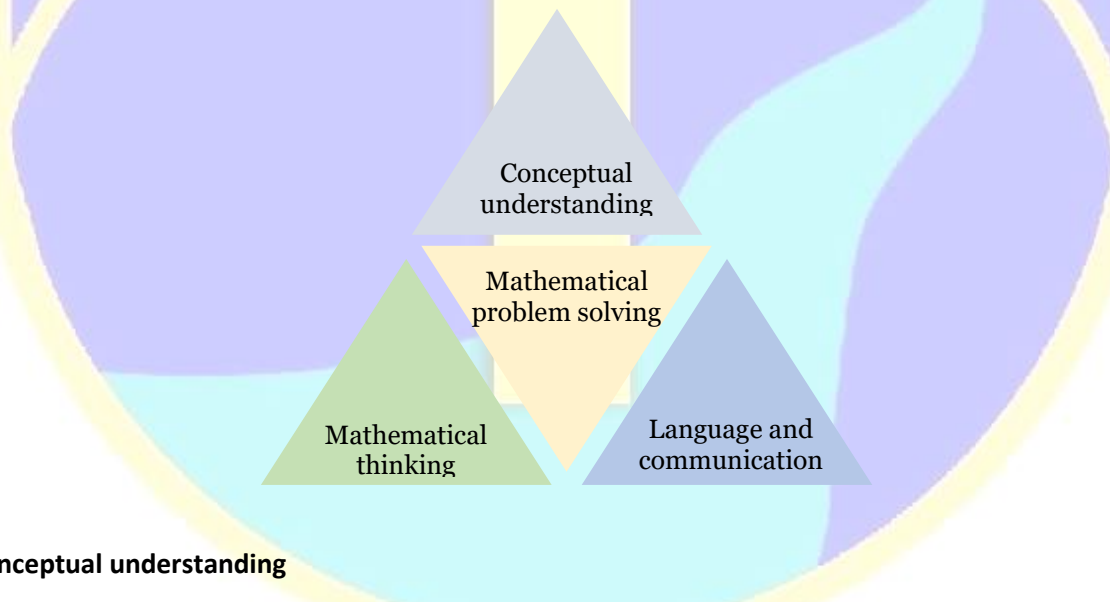 Conceptual
understanding
Mathematical
problem solving
Mathematical
thinking
Language and
communication
nceptual understanding